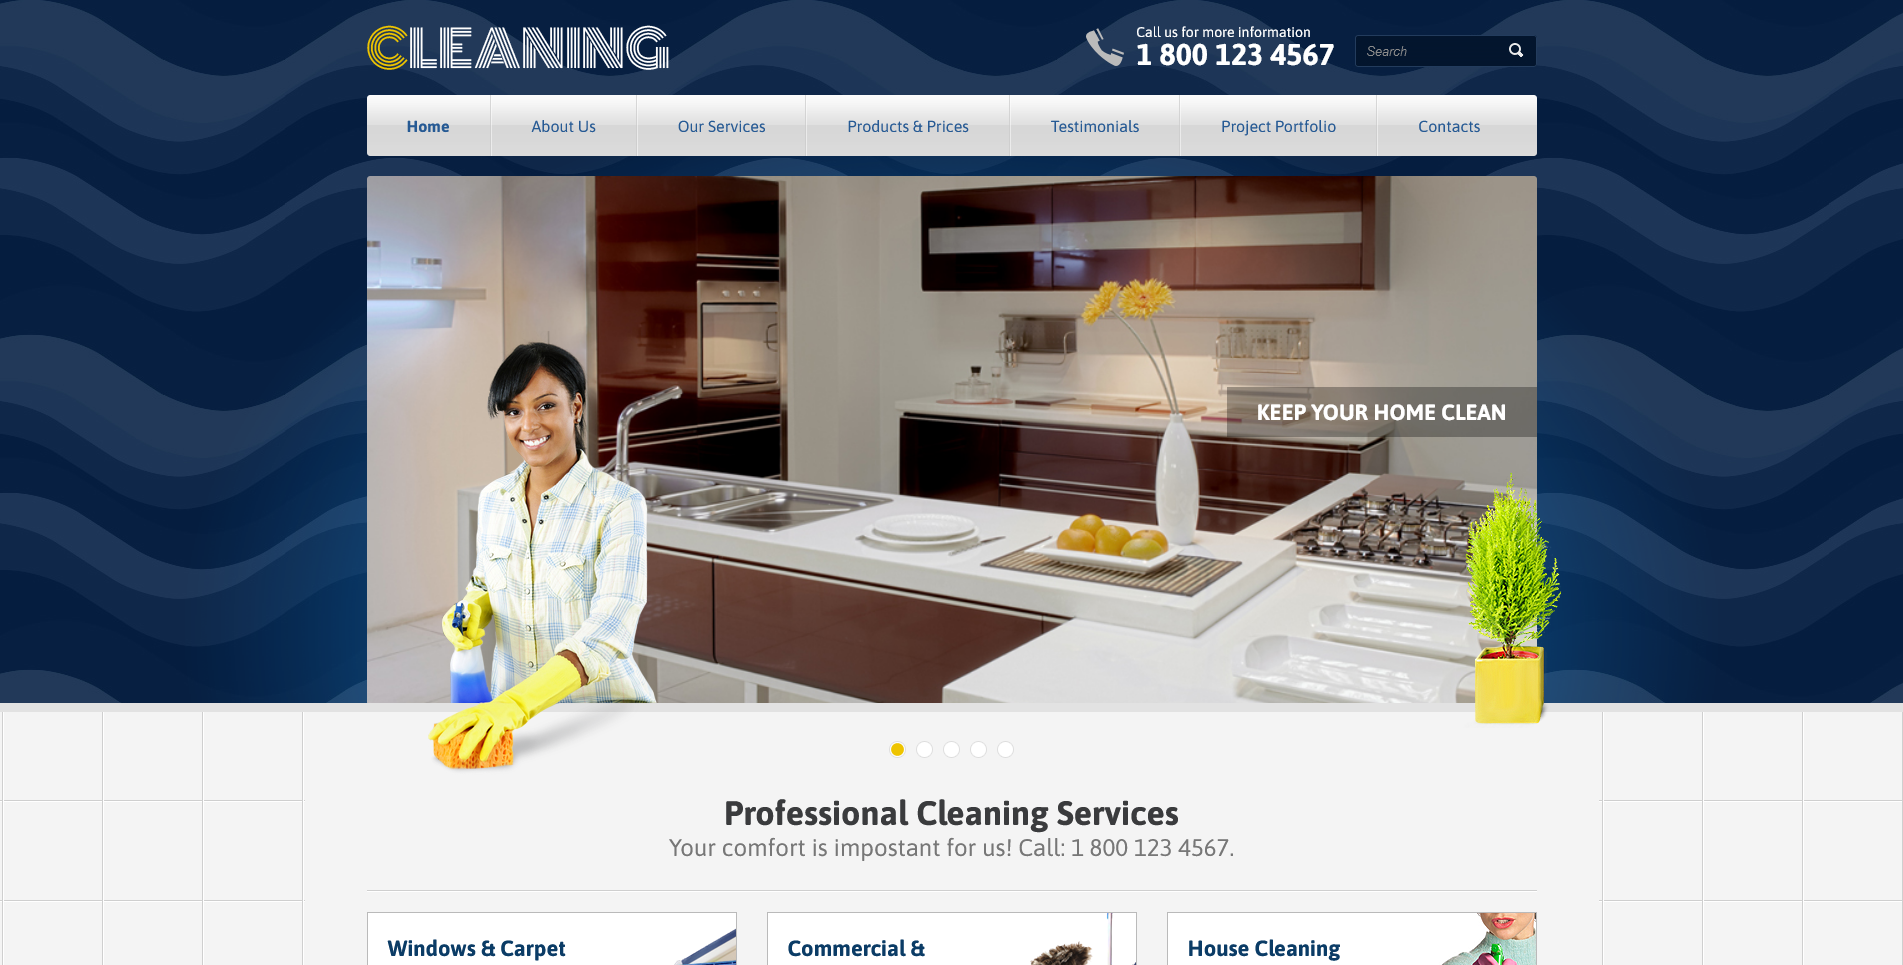 CLEANING
Call us for more information
1 800 123 4567
Search
Home
About Us
Our Services
Products & Prices
Testimonials
Project Portfolio
Contacts
KEEP YOUR HOME CLEAN
Professional Cleaning Services
Your comfort is impostant for us! Call: 1 800 123 4567.
Windows & Carpet
Commercial &
House Cleaning